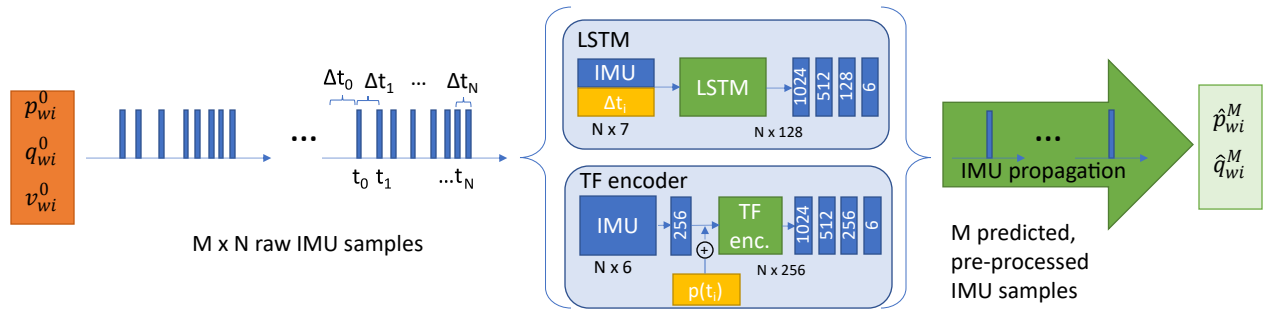 p⁰wi
q⁰wi
v⁰wi
...
Δt₀ Δt₁ ... Δt_N
t₀ t₁ ...t_N
M x N raw IMU samples
LSTM
IMU
Δtᵢ
N x 7
LSTM
N x 128
1024
512
128
6
TF encoder
IMU
N x 6
256
+
p(tᵢ)
TF
enc.
N x 256
1024
512
256
6
...
IMU propagation
M predicted,
pre-processed
IMU samples
p̂ᴹwi
q̂ᴹwi